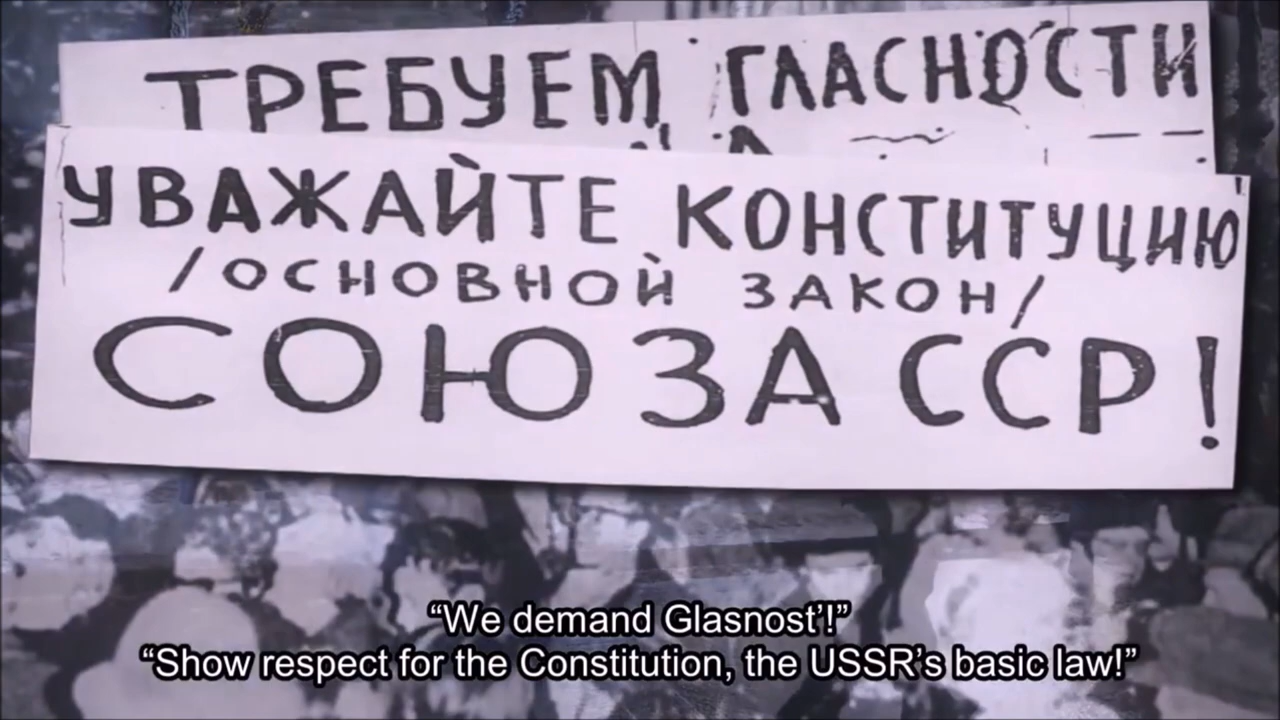 ТРЕБУЕМ ГЛАСНОСТИ
УВАЖАЙТЕ КОНСТИТУЦИЮ
/ОСНОВНОЙ ЗАКОН/
СОЮЗА ССР!
“We demand Glasnost’!”
“Show respect for the Constitution, the USSR’s basic law!”